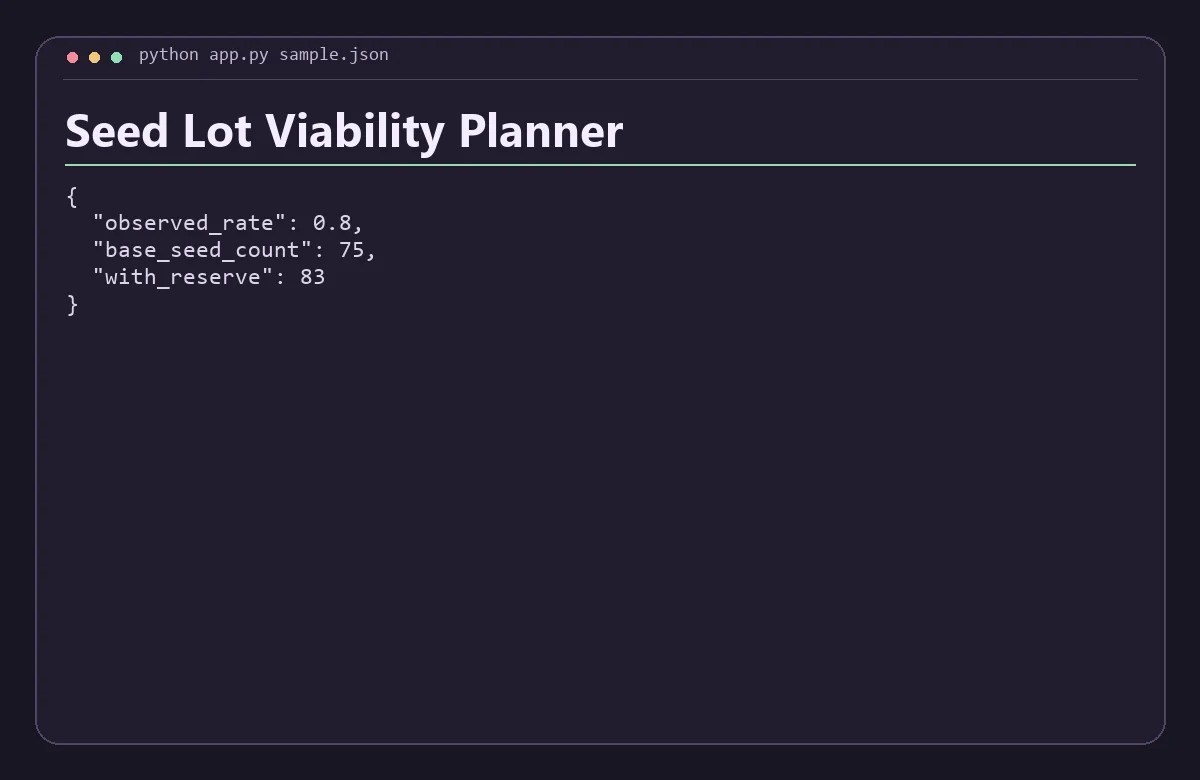 python app.py sample.json
Seed Lot Viability Planner
{
  "observed_rate": 0.8,
  "base_seed_count": 75,
  "with_reserve": 83
}